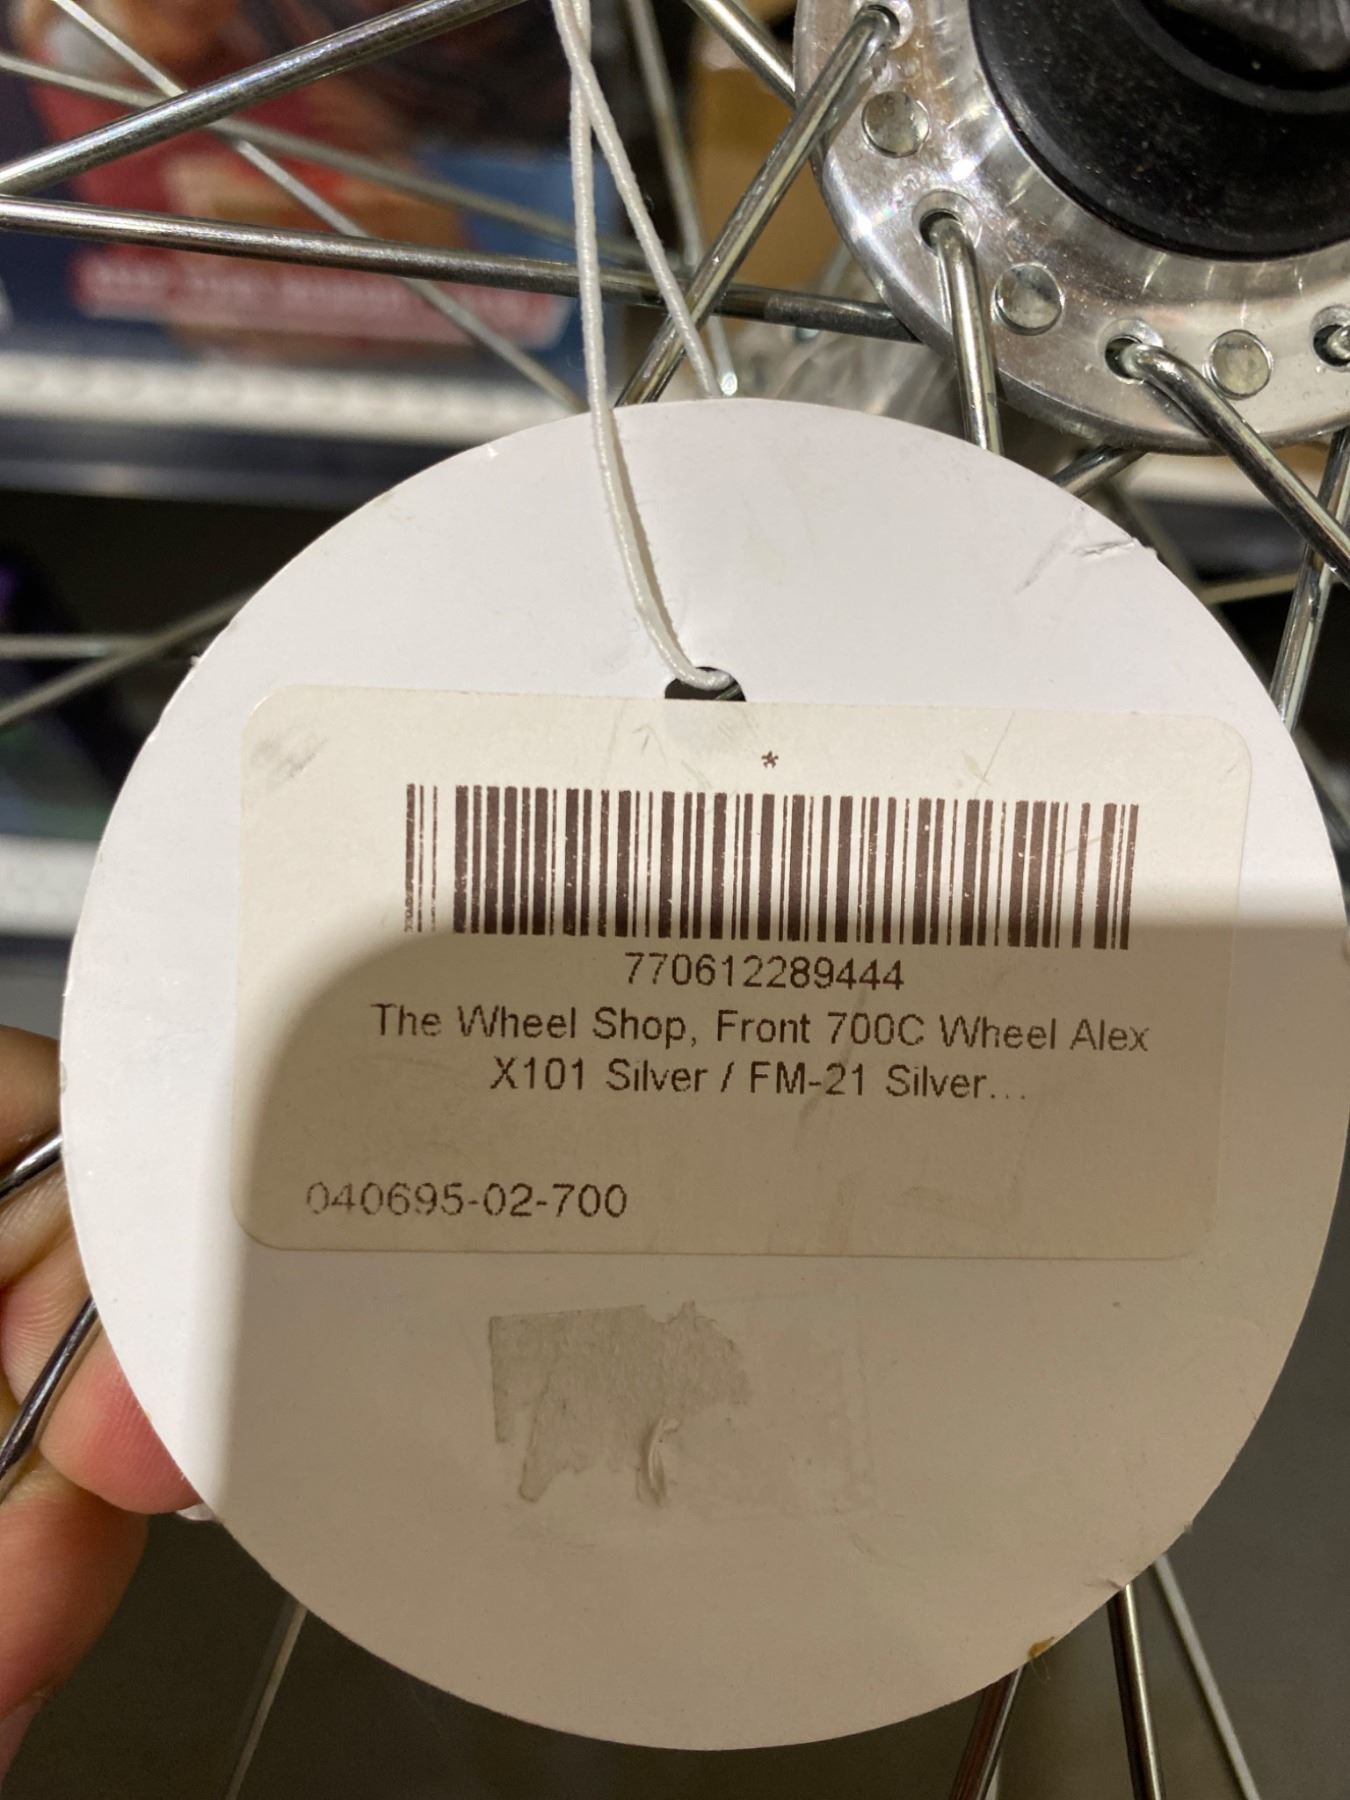 *
770612289444
The Wheel Shop, Front 700C Wheel Alex
X101 Silver / FM-21 Silver...
040695-02-700